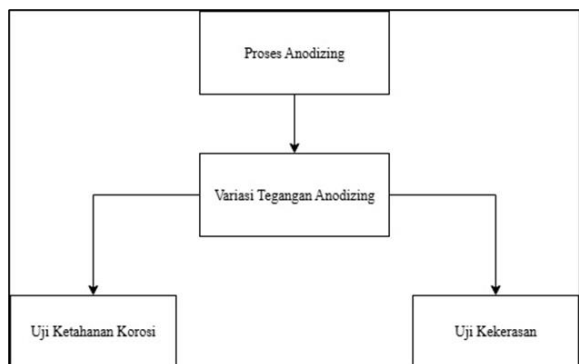 Proses Anodizing
Variasi Tegangan Anodizing
Uji Ketahanan Korosi
Uji Kekerasan